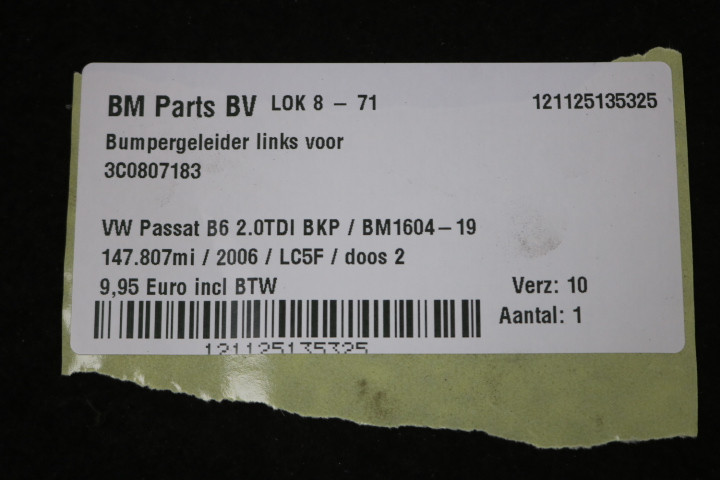 BM Parts BV LOK 8 - 71 121125135325
Bumpergeleider links voor
3C0807183
VW Passat B6 2.0TDI BKP / BM1604-19
147.807mi / 2006 / LC5F / doos 2
9,95 Euro incl BTW Verz: 10
Aantal: 1
121125135325